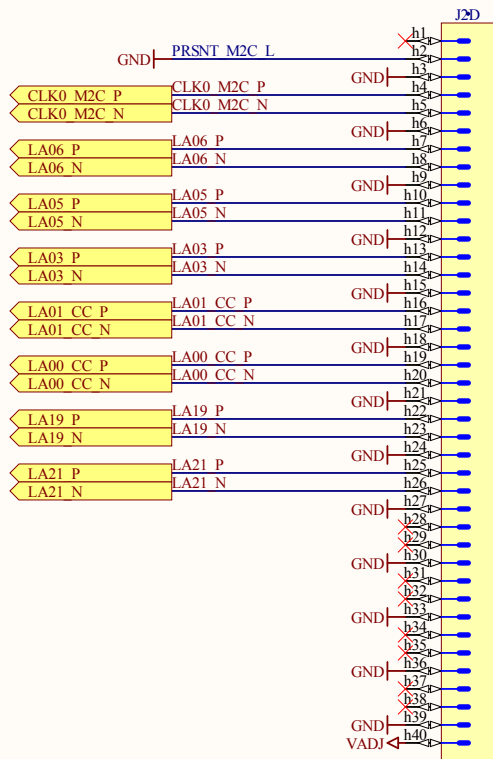 J2D
h1
PRSNT_M2C_L h2
GND
GND h3
CLK0_M2C_P CLK0_M2C_P h4
CLK0_M2C_N CLK0_M2C_N h5
GND h6
LA06_P LA06_P h7
LA06_N LA06_N h8
GND h9
LA05_P LA05_P h10
LA05_N LA05_N h11
GND h12
LA03_P LA03_P h13
LA03_N LA03_N h14
GND h15
LA01_CC_P LA01_CC_P h16
LA01_CC_N LA01_CC_N h17
GND h18
LA00_CC_P LA00_CC_P h19
LA00_CC_N LA00_CC_N h20
GND h21
LA19_P LA19_P h22
LA19_N LA19_N h23
GND h24
LA21_P LA21_P h25
LA21_N LA21_N h26
GND h27
h28
h29
GND h30
h31
h32
GND h33
h34
h35
GND h36
h37
h38
GND h39
VADJ h40